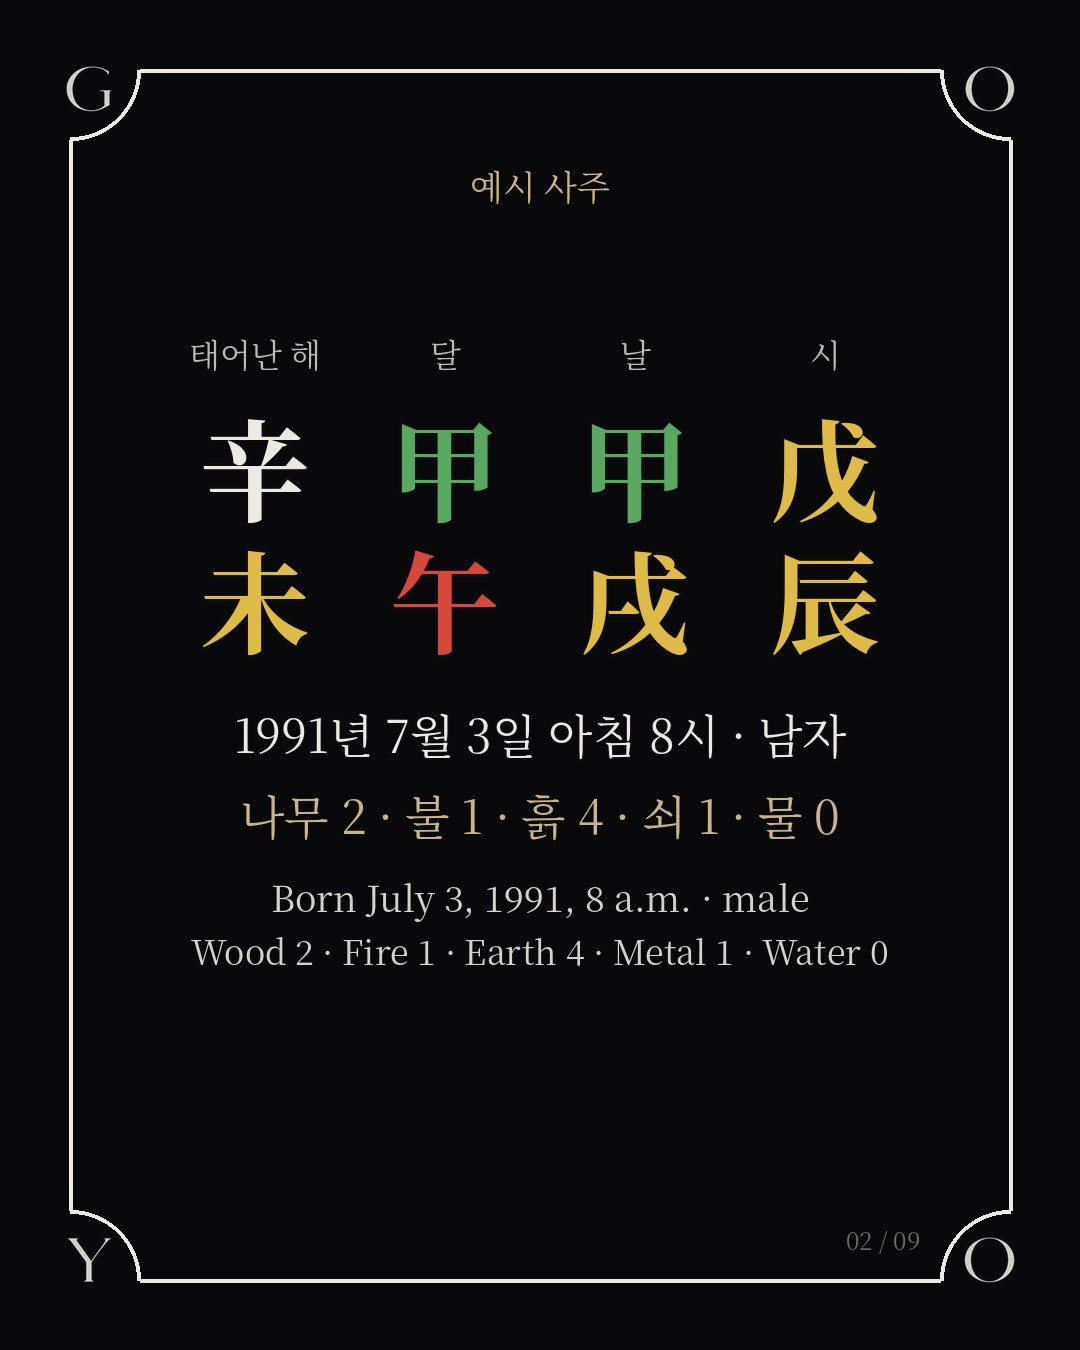 G O
예시 사주
태어난 해 달 날 시
辛 甲 甲 戊
未 午 戌 辰
1991년 7월 3일 아침 8시 · 남자
나무 2 · 불 1 · 흙 4 · 쇠 1 · 물 0
Born July 3, 1991, 8 a.m. · male
Wood 2 · Fire 1 · Earth 4 · Metal 1 · Water 0
02 / 09
Y O